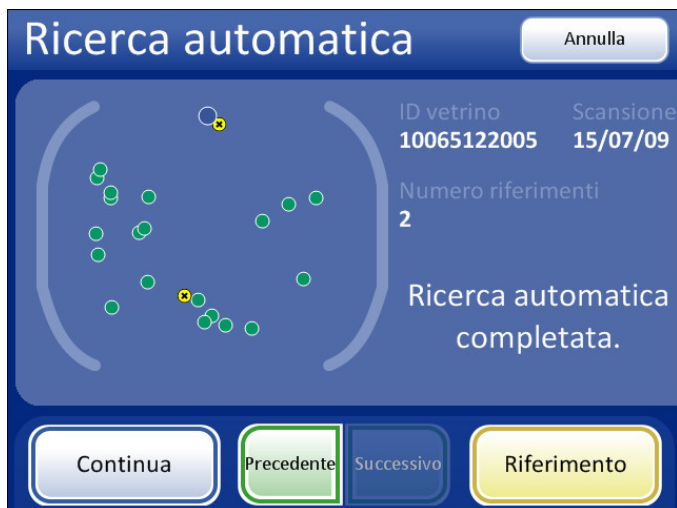 Ricerca automatica
Annulla
ID vetrino
Scansione
10065122005
15/07/09
Numero riferimenti
2
Ricerca automatica
completata.
Continua
Precedente
Successivo
Riferimento